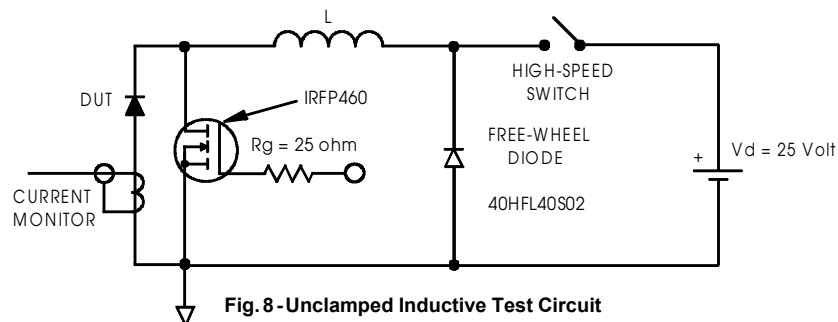 L
HIGH-SPEED
SWITCH
DUT
IRFP460
Rg = 25 ohm
FREE-WHEEL
DIODE
+
Vd = 25 Volt
40HFL40S02
CURRENT
MONITOR
Fig. 8 - Unclamped Inductive Test Circuit